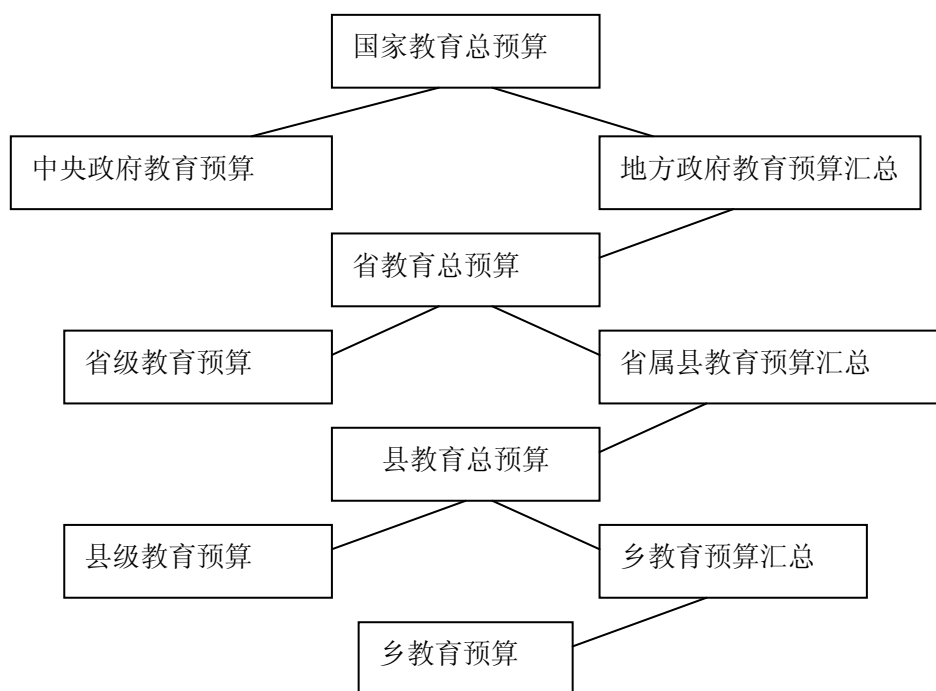 国家教育总预算
中央政府教育预算
地方政府教育预算汇总
省教育总预算
省级教育预算
省属县教育预算汇总
县教育总预算
县级教育预算
乡教育预算汇总
乡教育预算